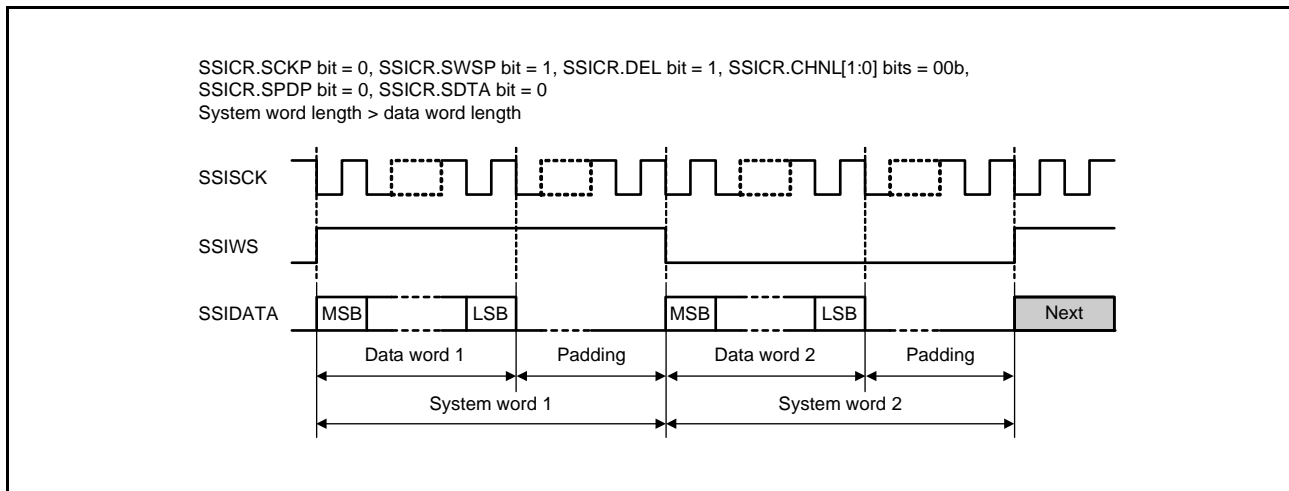 SSICR.SCKP bit = 0, SSICR.SWSP bit = 1, SSICR.DEL bit = 1, SSICR.CHNL[1:0] bits = 00b,
SSICR.SPDP bit = 0, SSICR.SDTA bit = 0
System word length > data word length
SSISCK
SSIWS
SSIDATA MSB LSB MSB LSB Next
Data word 1 Padding Data word 2 Padding
System word 1 System word 2